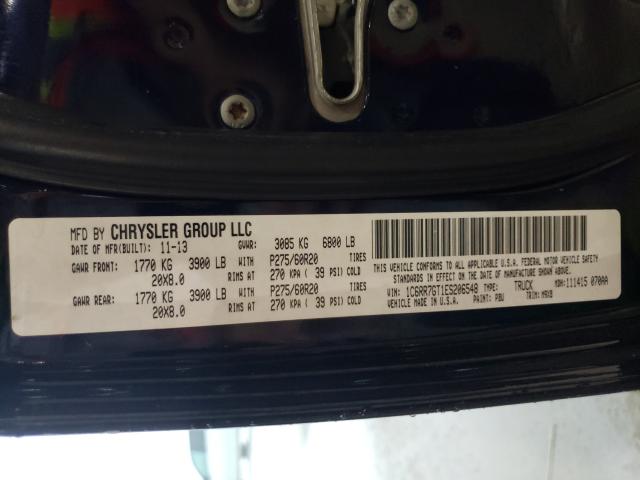 MFD BY CHRYSLER GROUP LLC
DATE OF MFR(BUILT): 11-13 GVWR: 3085 KG 6800 LB
GAWR FRONT: 1770 KG 3900 LB WITH P275/60R20 TIRES
20X8.0 RIMS AT 270 KPA ( 39 PSI) COLD
GAWR REAR: 1770 KG 3900 LB WITH P275/60R20 TIRES
20X8.0 RIMS AT 270 KPA ( 39 PSI) COLD
THIS VEHICLE CONFORMS TO ALL APPLICABLE U.S.A. FEDERAL MOTOR VEHICLE SAFETY
STANDARDS IN EFFECT ON THE DATE OF MANUFACTURE SHOWN ABOVE.
VIN: 1C6RR7GT1ES206548 TYPE: TRUCK MDH:111415 070AA
MADE IN U.S.A. PAINT: PBU TRIM: M9X8